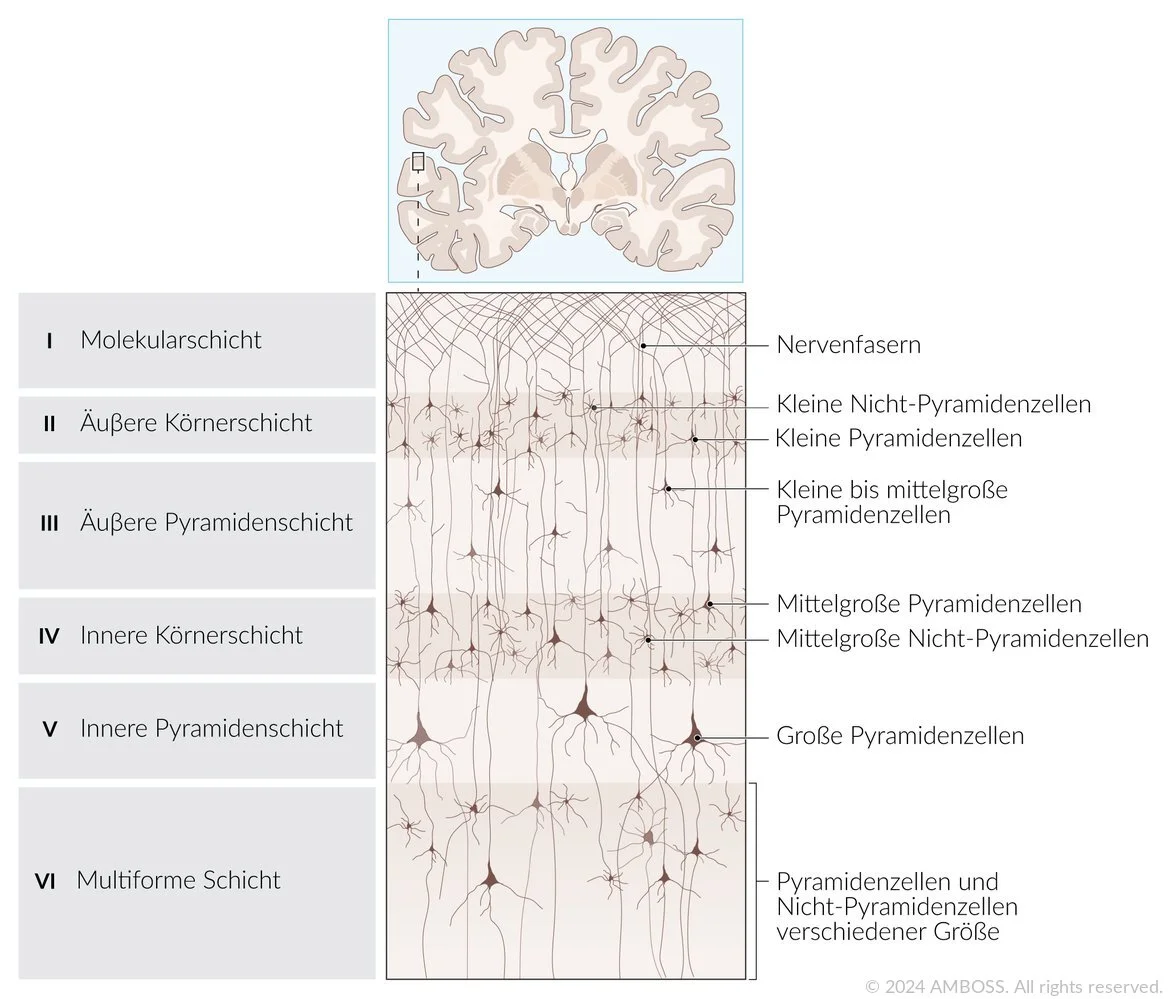 I Molekularschicht
Nervenfasern
II Äußere Körnerschicht
Kleine Nicht-Pyramidenzellen
Kleine Pyramidenzellen
III Äußere Pyramidenschicht
Kleine bis mittelgroße
Pyramidenzellen
IV Innere Körnerschicht
Mittelgroße Pyramidenzellen
Mittelgroße Nicht-Pyramidenzellen
V Innere Pyramidenschicht
Große Pyramidenzellen
VI Multiforme Schicht
Pyramidenzellen und
Nicht-Pyramidenzellen
verschiedener Größe
© 2024 AMBOSS. All rights reserved.